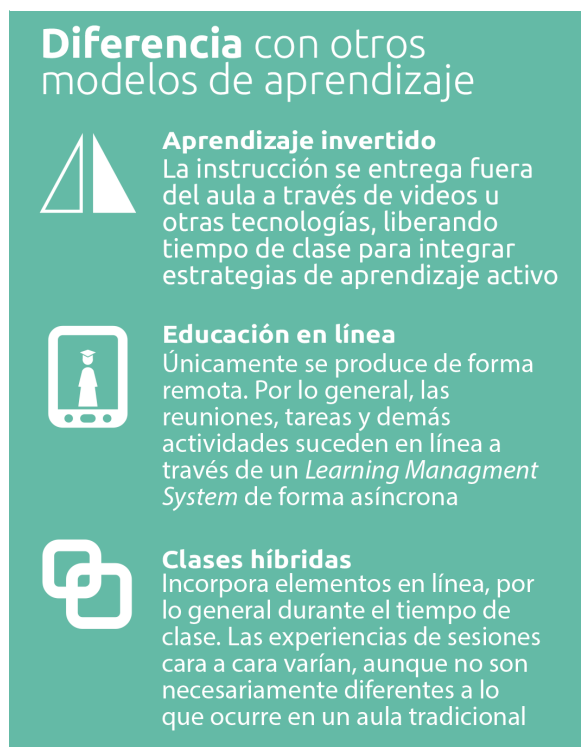 Diferencia con otros
modelos de aprendizaje
Aprendizaje invertido
La instrucción se entrega fuera
del aula a través de videos u
otras tecnologías, liberando
tiempo de clase para integrar
estrategias de aprendizaje activo
Educación en línea
Únicamente se produce de forma
remota. Por lo general, las
reuniones, tareas y demás
actividades suceden en línea a
través de un Learning Managment
System de forma asíncrona
Clases híbridas
Incorpora elementos en línea, por
lo general durante el tiempo de
clase. Las experiencias de sesiones
cara a cara varían, aunque no son
necesariamente diferentes a lo
que ocurre en un aula tradicional